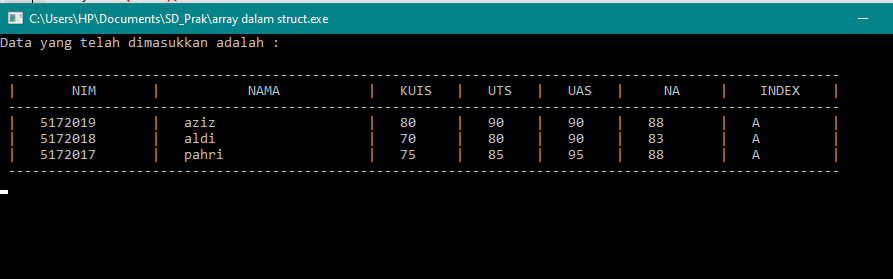 C:\Users\HP\Documents\SD_Prak\array dalam struct.exe
Data yang telah dimasukkan adalah :
--------------------------------------------------------------------------------------------------------
| NIM | NAMA | KUIS | UTS | UAS | NA | INDEX |
--------------------------------------------------------------------------------------------------------
| 5172019 | aziz | 80 | 90 | 90 | 88 | A |
| 5172018 | aldi | 70 | 80 | 90 | 83 | A |
| 5172017 | pahri | 75 | 85 | 95 | 88 | A |
--------------------------------------------------------------------------------------------------------